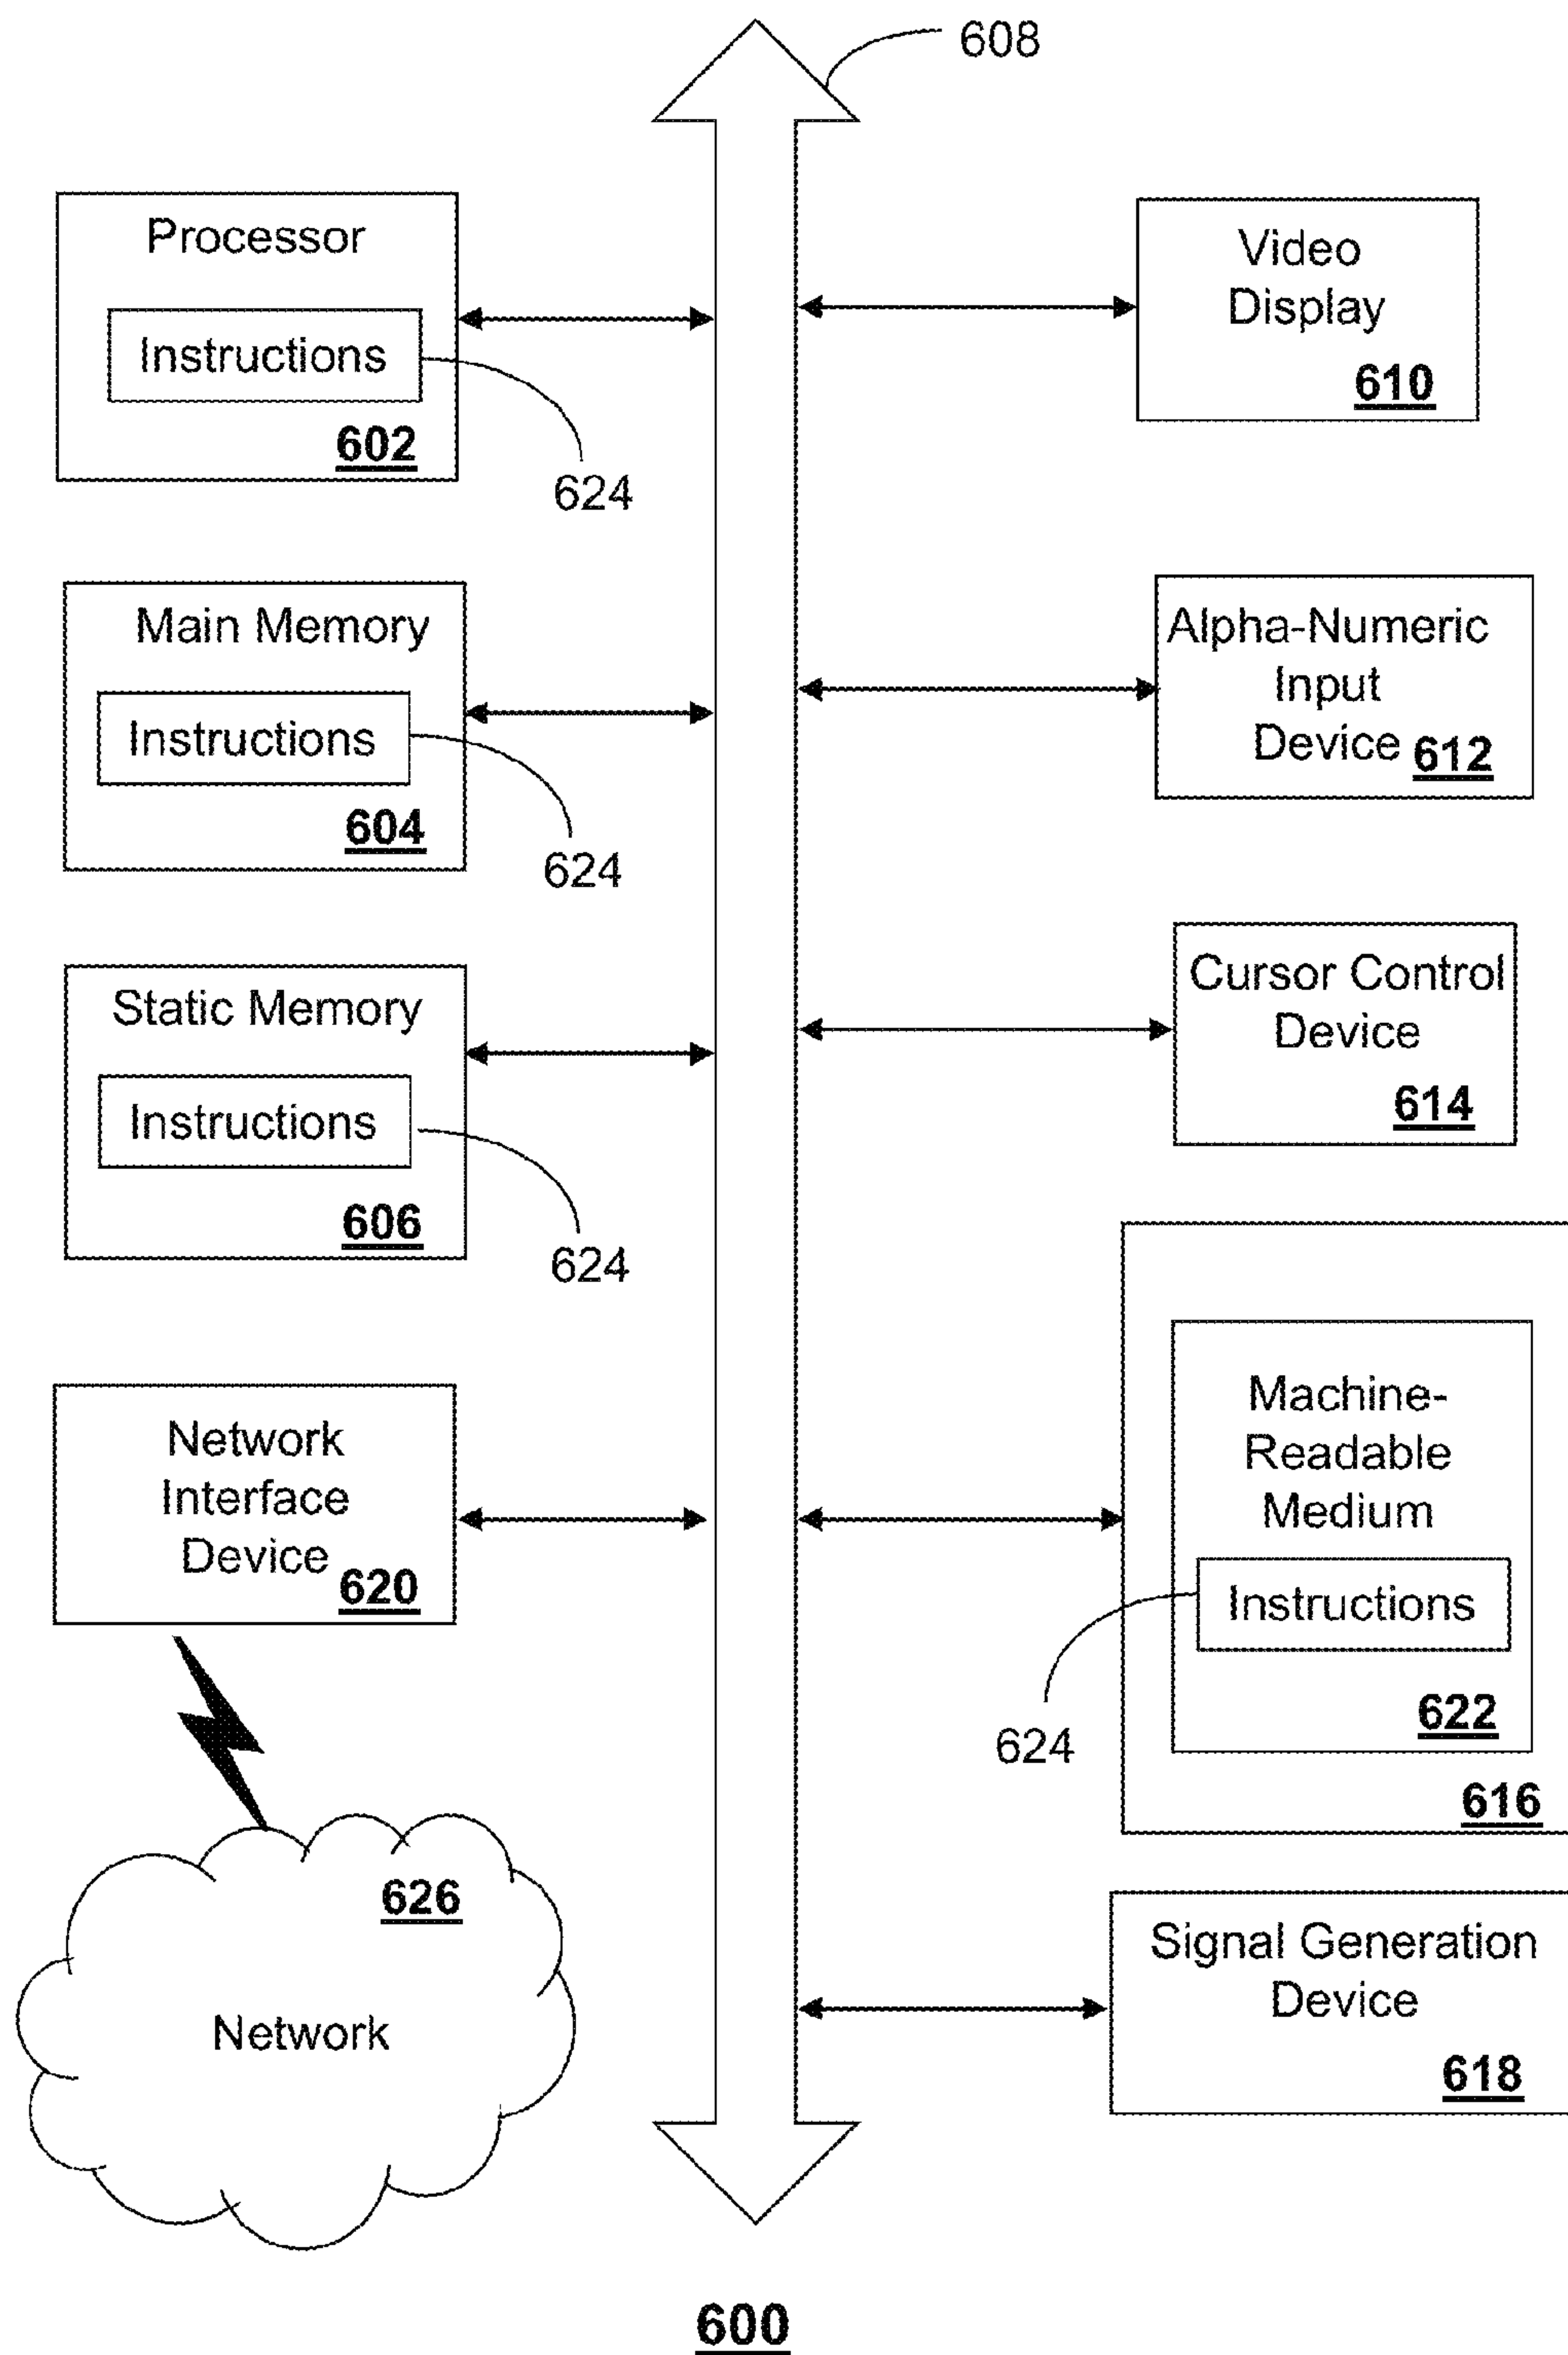 608
Processor
Instructions
602
624
Main Memory
Instructions
604
624
Static Memory
Instructions
606
624
Network
Interface
Device
620
626
Network
Video
Display
610
Alpha-Numeric
Input
Device
612
Cursor Control
Device
614
Machine-
Readable
Medium
Instructions
624
622
616
Signal Generation
Device
618
600